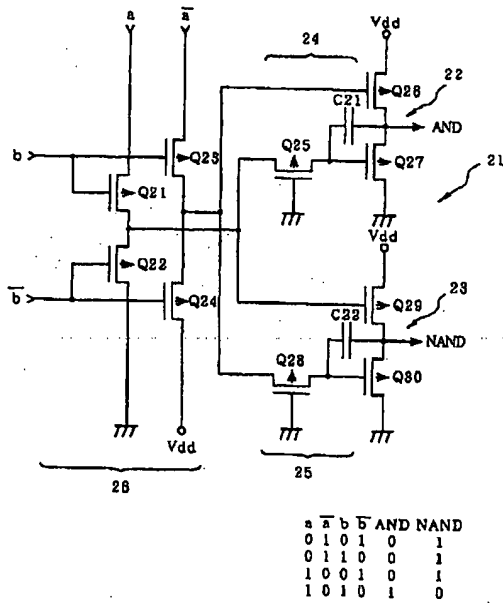 a a̅
24
Vdd
22
Q26
C21
AND
Q25
Q27
21
b
Q23
Q21
Vdd
Q22
b̅
Q24
23
Q29
C22
NAND
Q28
Q30
Vdd
26
25
a a̅ b b̅ AND NAND
0 1 0 1 0 1
0 1 1 0 0 1
1 0 0 1 0 1
1 0 1 0 1 0